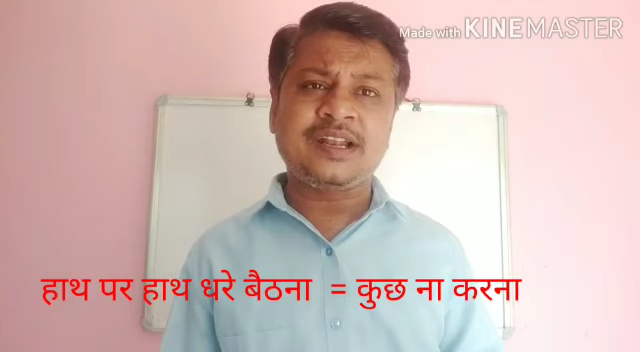 Made with KINEMASTER
हाथ पर हाथ धरे बैठना = कुछ ना करना